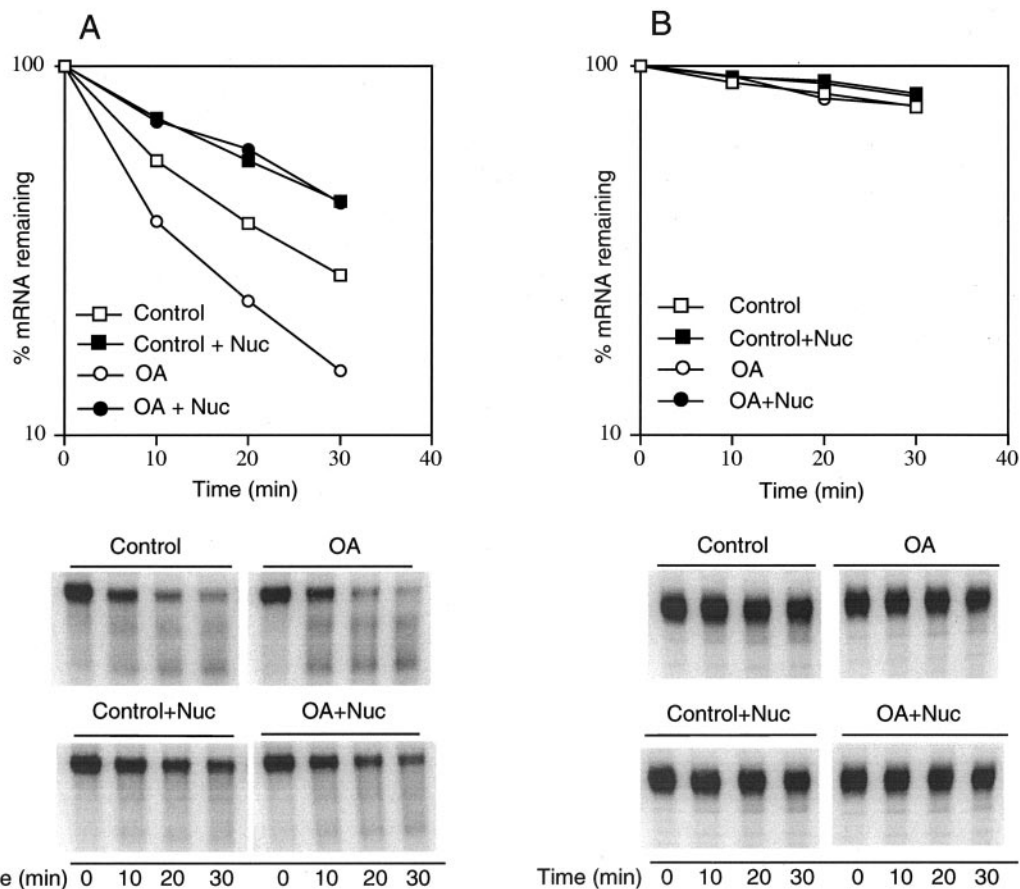 A
100
% mRNA remaining
Control
Control + Nuc
OA
OA + Nuc
10
0 10 20 30 40
Time (min)
Control OA
Control+Nuc OA+Nuc
e (min) 0 10 20 30 0 10 20 30
B
100
% mRNA remaining
Control
Control+Nuc
OA
OA+Nuc
10
0 10 20 30 40
Time (min)
Control OA
Control+Nuc OA+Nuc
Time (min) 0 10 20 30 0 10 20 30